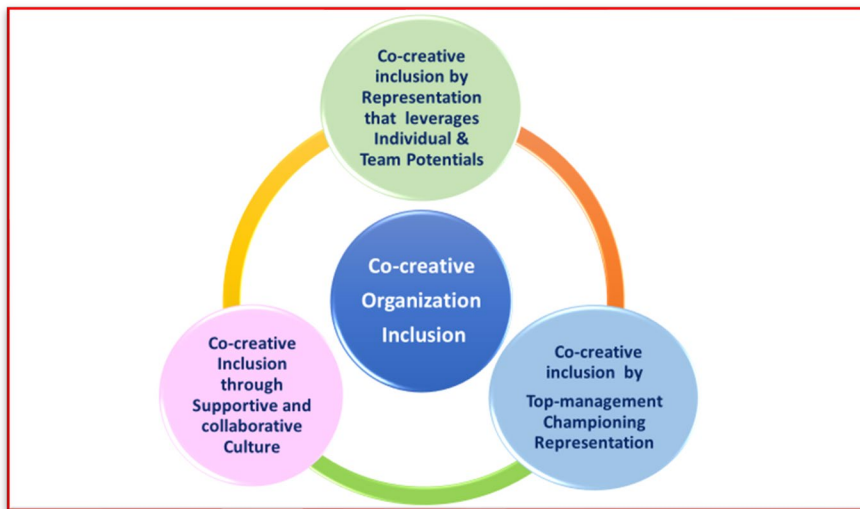 Co-creative
inclusion by
Representation
that leverages
Individual &
Team Potentials
Co-creative
Organization
Inclusion
Co-creative
Inclusion
through
Supportive and
collaborative
Culture
Co-creative
inclusion by
Top-management
Championing
Representation